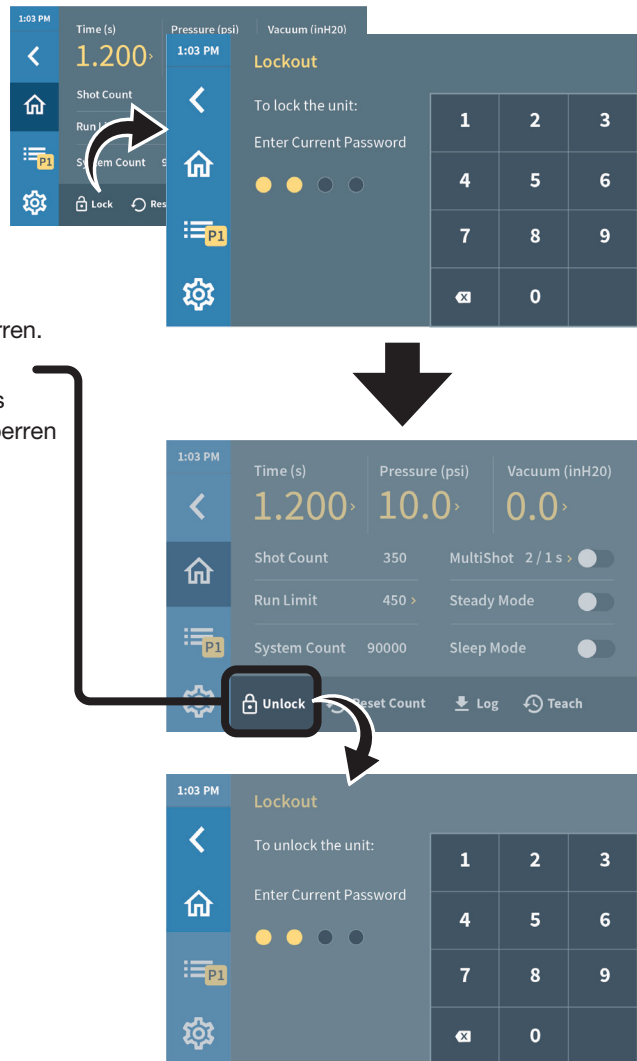 1:03 PM
Time (s)
Pressure (psi)
Vacuum (inH20)
1.200
Shot Count
P1
Lock
1:03 PM
Lockout
To lock the unit:
Enter Current Password
P1
1 2 3
4 5 6
7 8 9
0
1:03 PM
Time (s) Pressure (psi) Vacuum (inH20)
1.200 10.0 0.0
Shot Count 350 MultiShot 2 / 1 s
Run Limit 450 Steady Mode
P1
System Count 90000 Sleep Mode
Unlock Reset Count Log Teach
1:03 PM
Lockout
To unlock the unit:
Enter Current Password
P1
1 2 3
4 5 6
7 8 9
0